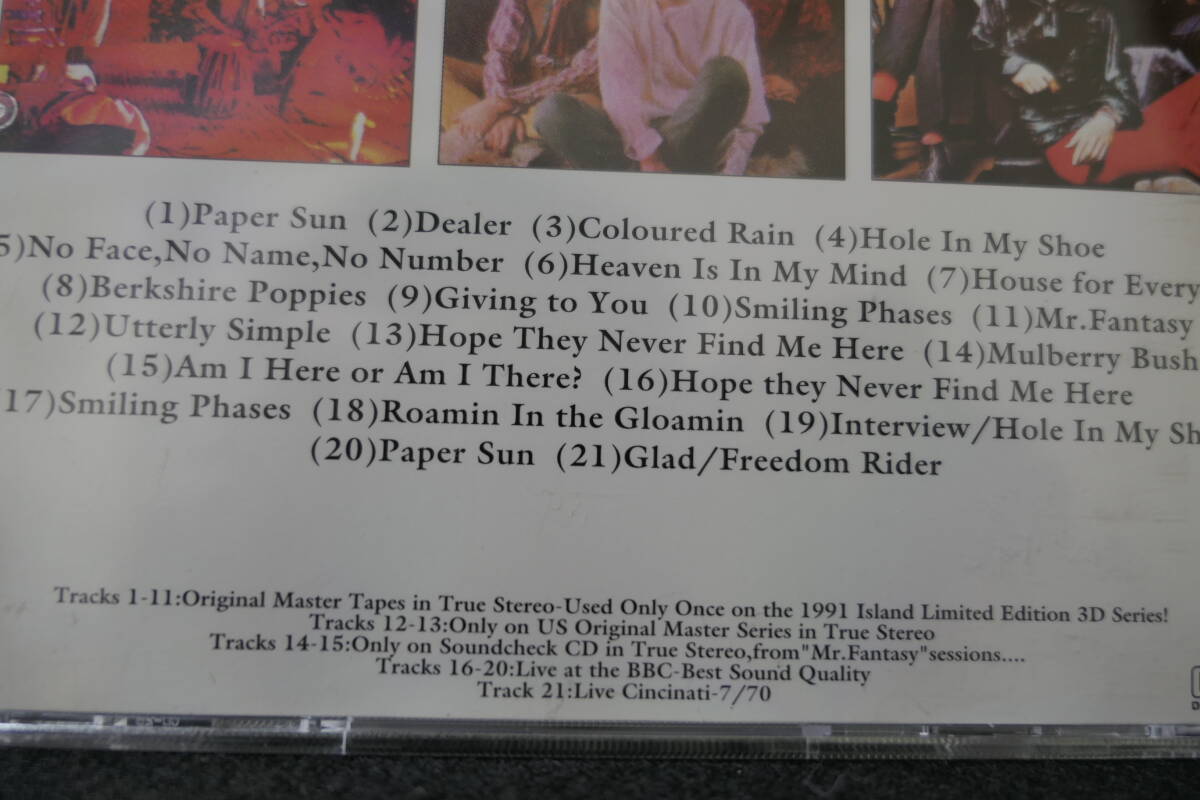 (1)Paper Sun (2)Dealer (3)Coloured Rain (4)Hole In My Shoe
5)No Face,No Name,No Number (6)Heaven Is In My Mind (7)House for Every
(8)Berkshire Poppies (9)Giving to You (10)Smiling Phases (11)Mr.Fantasy
(12)Utterly Simple (13)Hope They Never Find Me Here (14)Mulberry Bush
(15)Am I Here or Am I There? (16)Hope they Never Find Me Here
17)Smiling Phases (18)Roamin In the Gloamin (19)Interview/Hole In My Sh
(20)Paper Sun (21)Glad/Freedom Rider
Tracks 1-11:Original Master Tapes in True Stereo-Used Only Once on the 1991 Island Limited Edition 3D Series!
Tracks 12-13:Only on US Original Master Series in True Stereo
Tracks 14-15:Only on Soundcheck CD in True Stereo,from"Mr.Fantasy"sessions....
Tracks 16-20:Live at the BBC-Best Sound Quality
Track 21:Live Cincinati-7/70